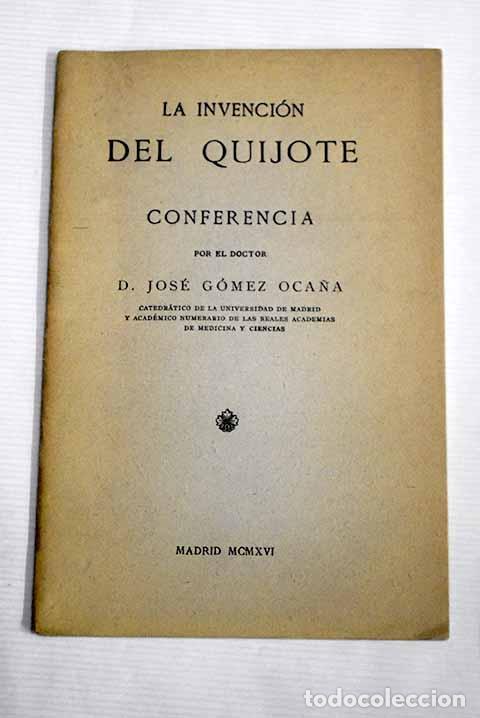 LA INVENCIÓN
DEL QUIJOTE
CONFERENCIA
POR EL DOCTOR
D. JOSÉ GÓMEZ OCAÑA
CATEDRÁTICO DE LA UNIVERSIDAD DE MADRID
Y ACADÉMICO NUMERARIO DE LAS REALES ACADEMIAS
DE MEDICINA Y CIENCIAS
MADRID MCMXVI
todocoleccion